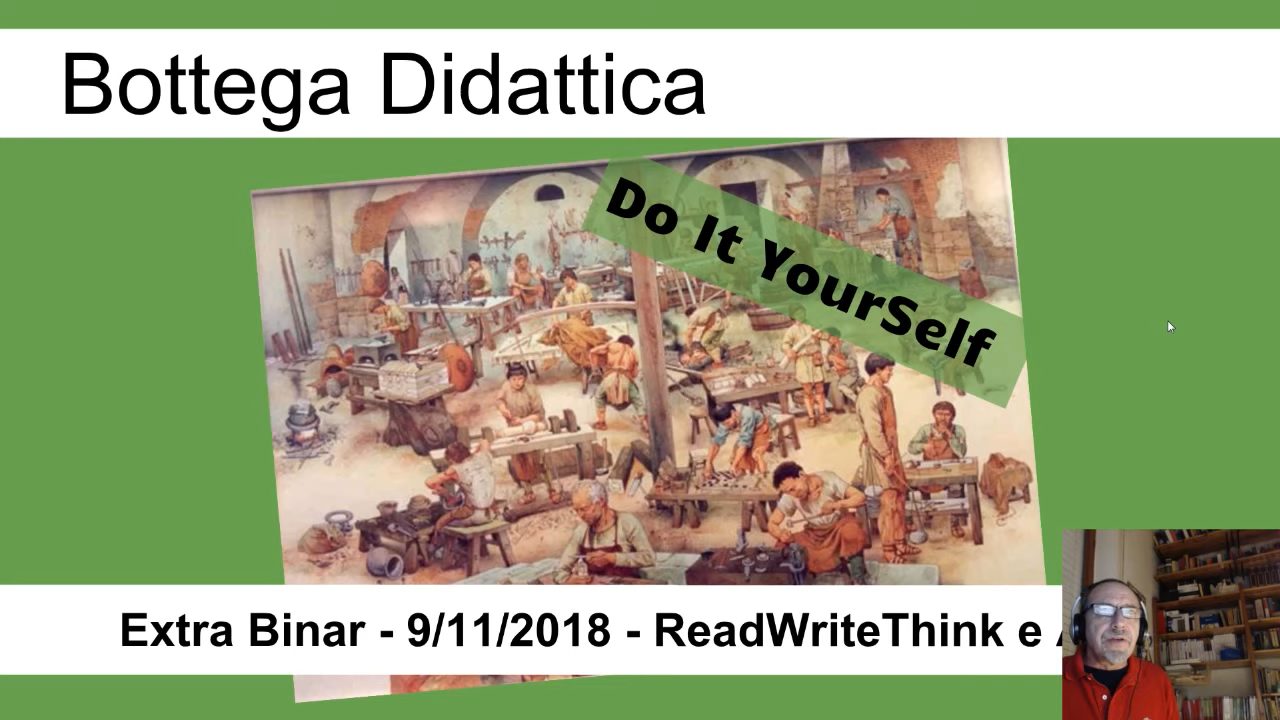 Bottega Didattica
Do It YourSelf
Extra Binar - 9/11/2018 - ReadWriteThink e